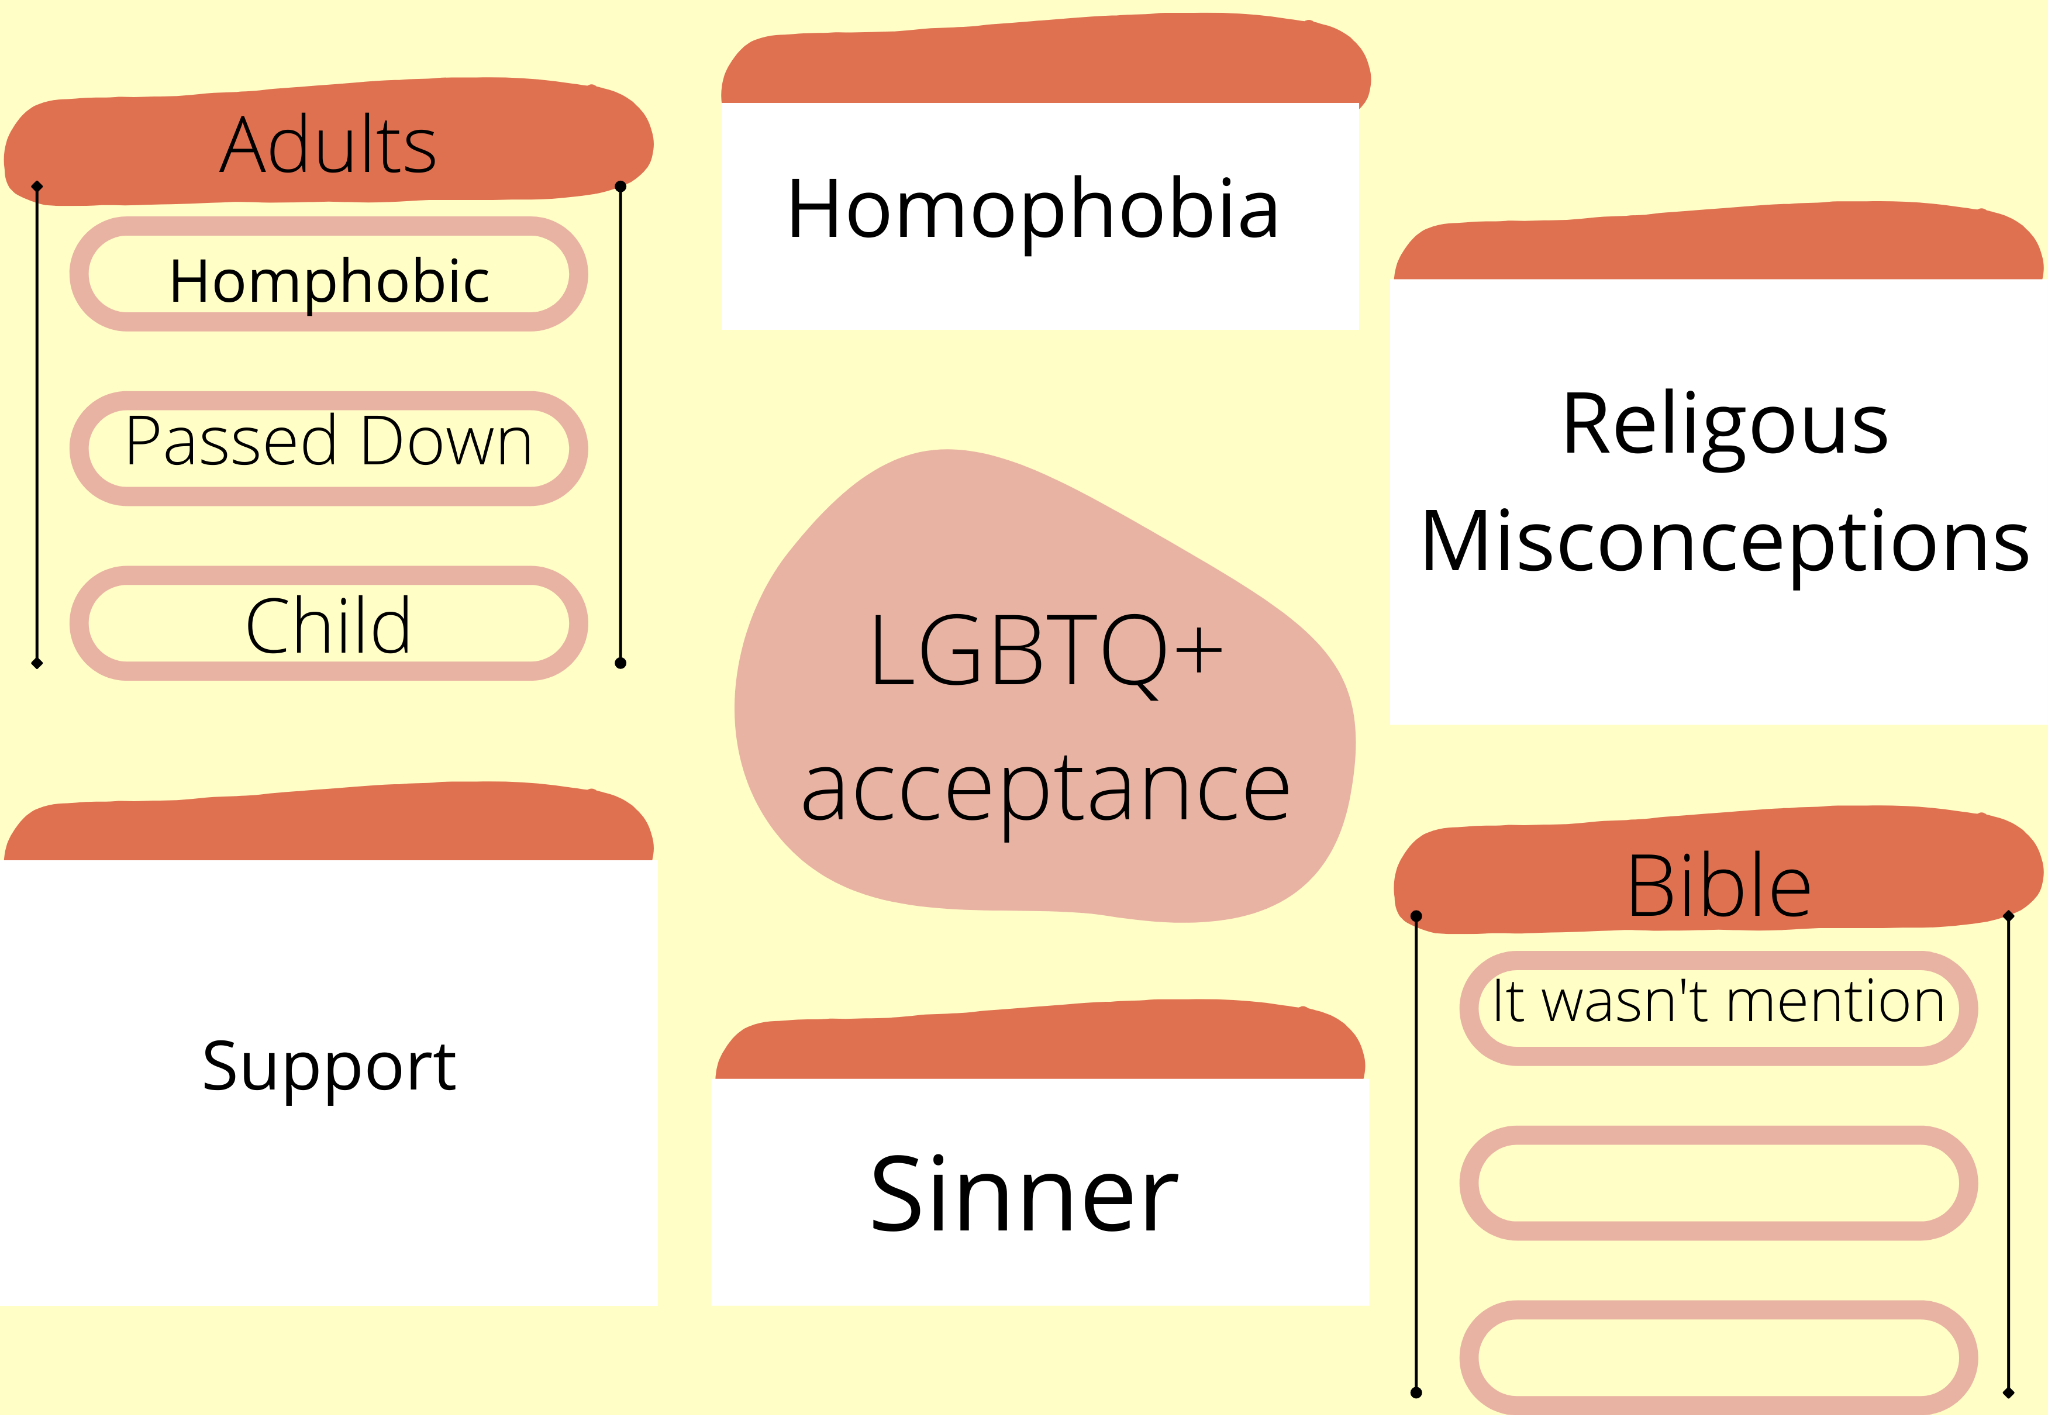 Adults
Homphobic
Passed Down
Child
Homophobia
Religous
Misconceptions
LGBTQ+
acceptance
Support
Sinner
Bible
It wasn't mention